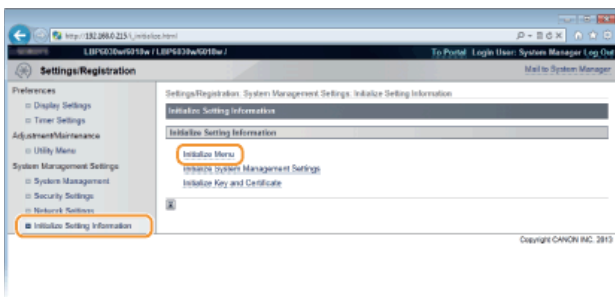 http://192.168.0.215/i_initialize.html
LBP6030w/6018w / LBP6030w/6018w /
To Portal Login User: System Manager Log Out
Settings/Registration
Mail to System Manager
Preferences
Display Settings
Timer Settings
Adjustment/Maintenance
Utility Menu
System Management Settings
System Management
Security Settings
Network Settings
Initialize Setting Information
Settings/Registration: System Management Settings: Initialize Setting Information
Initialize Setting Information
Initialize Setting Information
Initialize Menu
Initialize System Management Settings
Initialize Key and Certificate
Copyright CANON INC. 2013